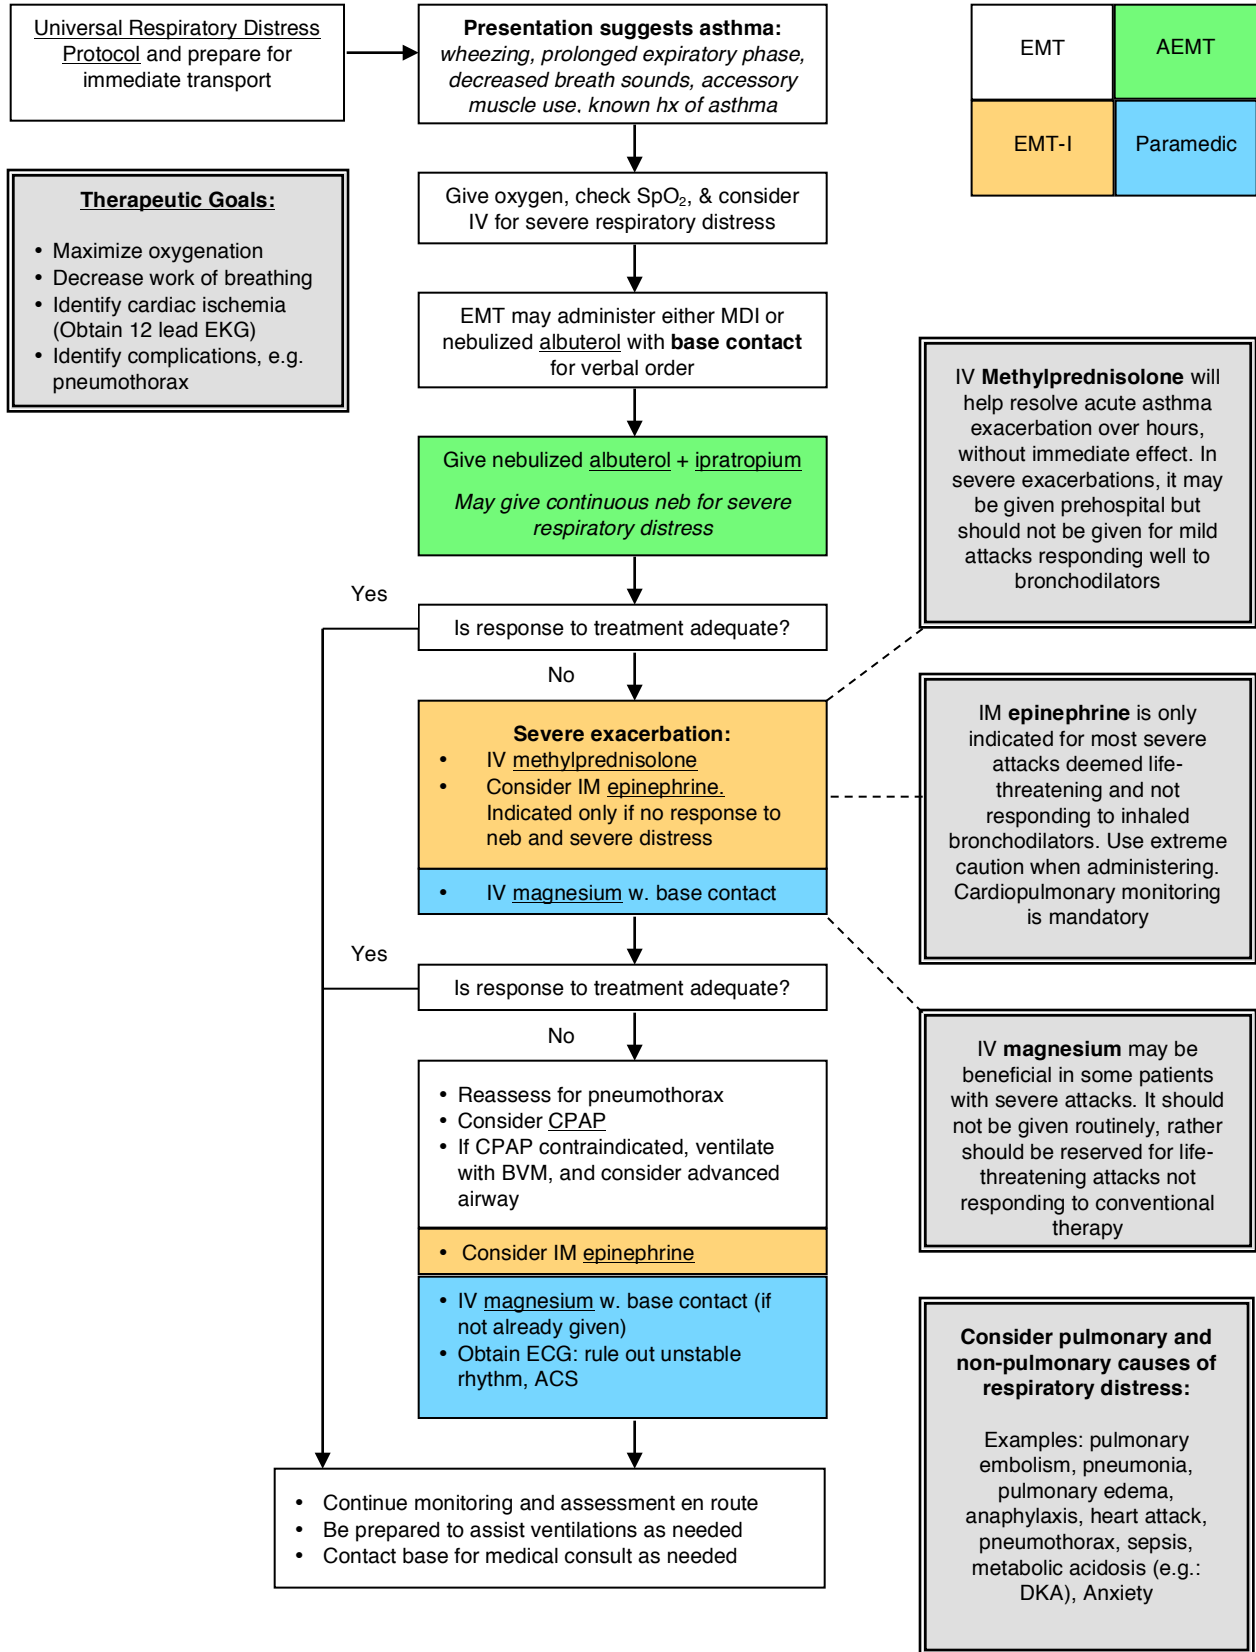 Universal Respiratory Distress
Protocol and prepare for
immediate transport
Presentation suggests asthma:
wheezing, prolonged expiratory phase,
decreased breath sounds, accessory
muscle use, known hx of asthma
EMT
AEMT
EMT-I
Paramedic
Therapeutic Goals:
• Maximize oxygenation
• Decrease work of breathing
• Identify cardiac ischemia
(Obtain 12 lead EKG)
• Identify complications, e.g.
pneumothorax
Give oxygen, check SpO₂, & consider
IV for severe respiratory distress
EMT may administer either MDI or
nebulized albuterol with base contact
for verbal order
Give nebulized albuterol + ipratropium
May give continuous neb for severe
respiratory distress
IV Methylprednisolone will
help resolve acute asthma
exacerbation over hours,
without immediate effect. In
severe exacerbations, it may
be given prehospital but
should not be given for mild
attacks responding well to
bronchodilators
Yes
Is response to treatment adequate?
No
Severe exacerbation:
• IV methylprednisolone
• Consider IM epinephrine.
Indicated only if no response to
neb and severe distress
• IV magnesium w. base contact
IM epinephrine is only
indicated for most severe
attacks deemed life-
threatening and not
responding to inhaled
bronchodilators. Use extreme
caution when administering.
Cardiopulmonary monitoring
is mandatory
Yes
Is response to treatment adequate?
No
IV magnesium may be
beneficial in some patients
with severe attacks. It should
not be given routinely, rather
should be reserved for life-
threatening attacks not
responding to conventional
therapy
• Reassess for pneumothorax
• Consider CPAP
• If CPAP contraindicated, ventilate
with BVM, and consider advanced
airway
• Consider IM epinephrine
• IV magnesium w. base contact (if
not already given)
• Obtain ECG: rule out unstable
rhythm, ACS
Consider pulmonary and
non-pulmonary causes of
respiratory distress:
Examples: pulmonary
embolism, pneumonia,
pulmonary edema,
anaphylaxis, heart attack,
pneumothorax, sepsis,
metabolic acidosis (e.g.:
DKA), Anxiety
• Continue monitoring and assessment en route
• Be prepared to assist ventilations as needed
• Contact base for medical consult as needed